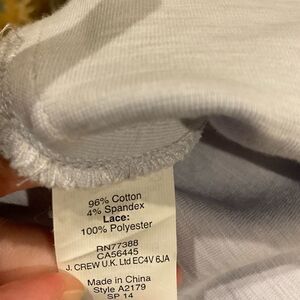 96% Cotton
4% Spandex
Lace:
100% Polyester
RN77388
CA56445
J. CREW U.K. Ltd EC4V 6JA
Made in China
Style A2179
SP 14